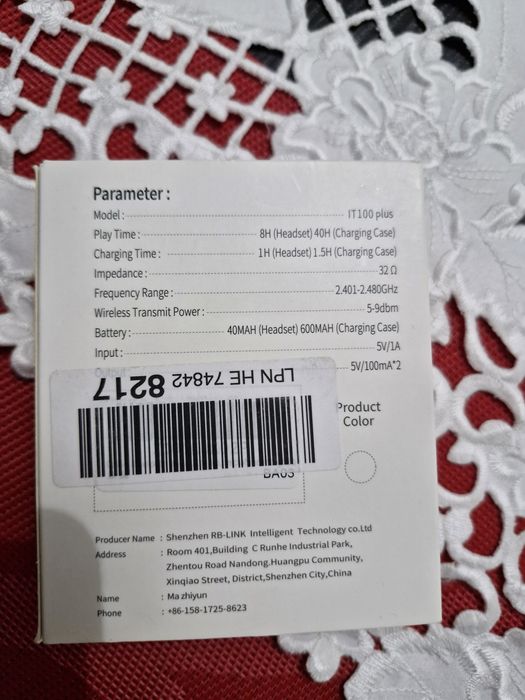 Parameter :
Model : IT100 plus
Play Time : 8H (Headset) 40H (Charging Case)
Charging Time : 1H (Headset) 1.5H (Charging Case)
Impedance : 32 Ω
Frequency Range : 2.401-2.480GHz
Wireless Transmit Power : 5-9dbm
Battery : 40MAH (Headset) 600MAH (Charging Case)
Input : 5V/1A
5V/100mA*2
LPN HE 74842 8217
Product
Color
BA03
Producer Name : Shenzhen RB-LINK Intelligent Technology co.Ltd
Address : Room 401,Building C Runhe Industrial Park,
Zhentou Road Nandong.Huangpu Community,
Xinqiao Street, District,Shenzhen City,China
Name : Ma zhiyun
Phone : +86-158-1725-8623